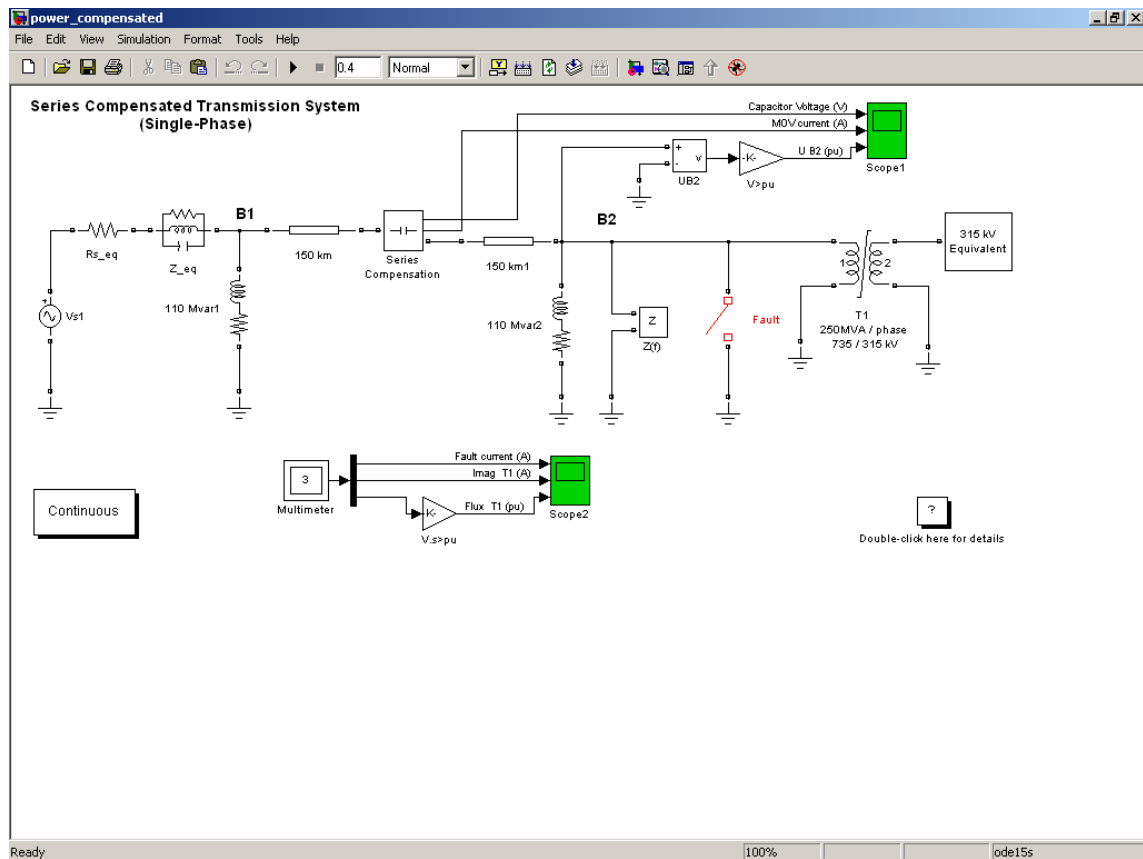 power_compensated
File Edit View Simulation Format Tools Help
0.4 Normal
Series Compensated Transmission System
(Single-Phase)
Capacitor Voltage (V)
MOV current (A)
U B2 (pu)
Scope1
+
-
v
UB2
-K-
V>pu
B1
B2
Rs_eq
Z_eq
150 km
Series
Compensation
150 km1
315 kV
Equivalent
1
2
+
Vs1
110 Mvar1
110 Mvar2
Z
Z(f)
Fault
T1
250MVA / phase
735 / 315 kV
Fault current (A)
Imag T1 (A)
Flux T1 (pu)
Scope2
3
Multimeter
K-
V.s>pu
Continuous
?
Double-click here for details
Ready
100%
ode15s